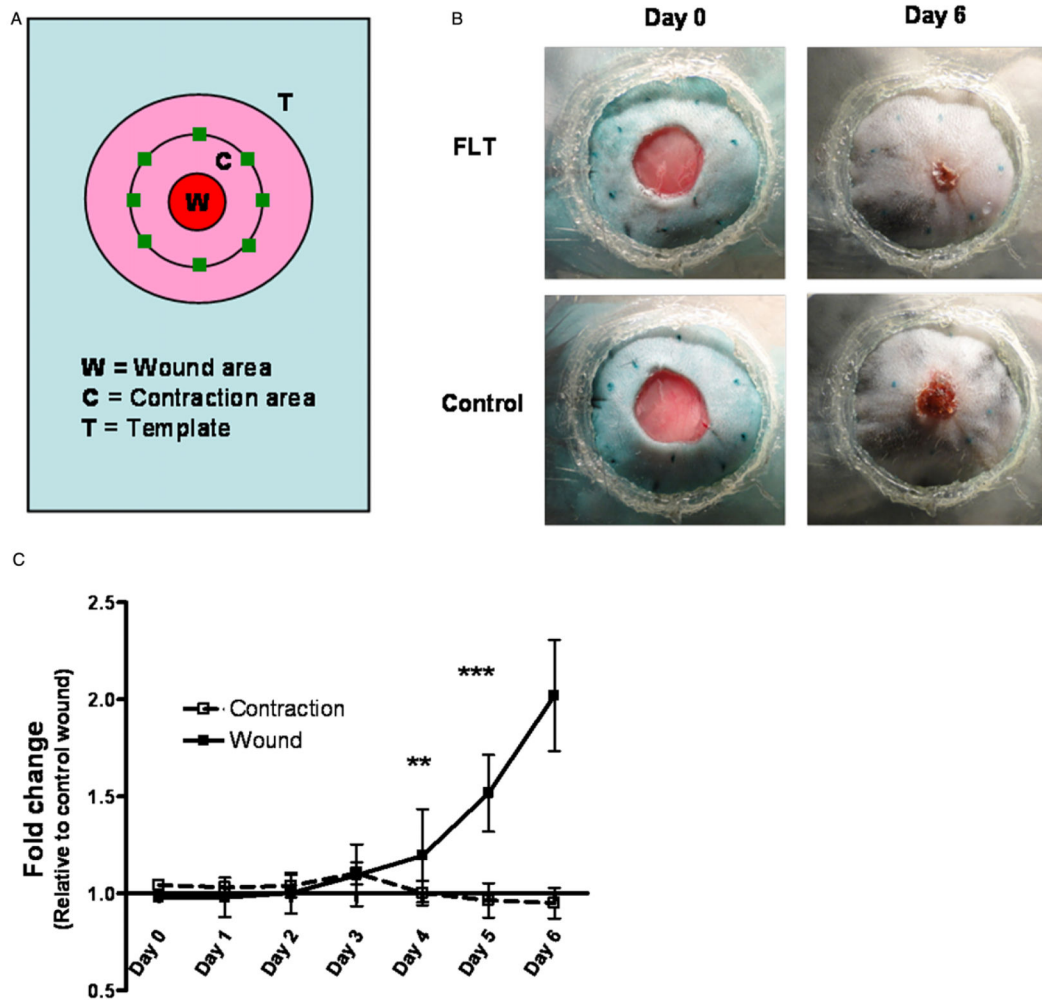 A
T
C
W
W = Wound area
C = Contraction area
T = Template
B
Day 0
Day 6
FLT
Control
C
Fold change
(Relative to control wound)
2.5
2.0
1.5
1.0
0.5
Contraction
Wound
**
***
Day 0
Day 1
Day 2
Day 3
Day 4
Day 5
Day 6